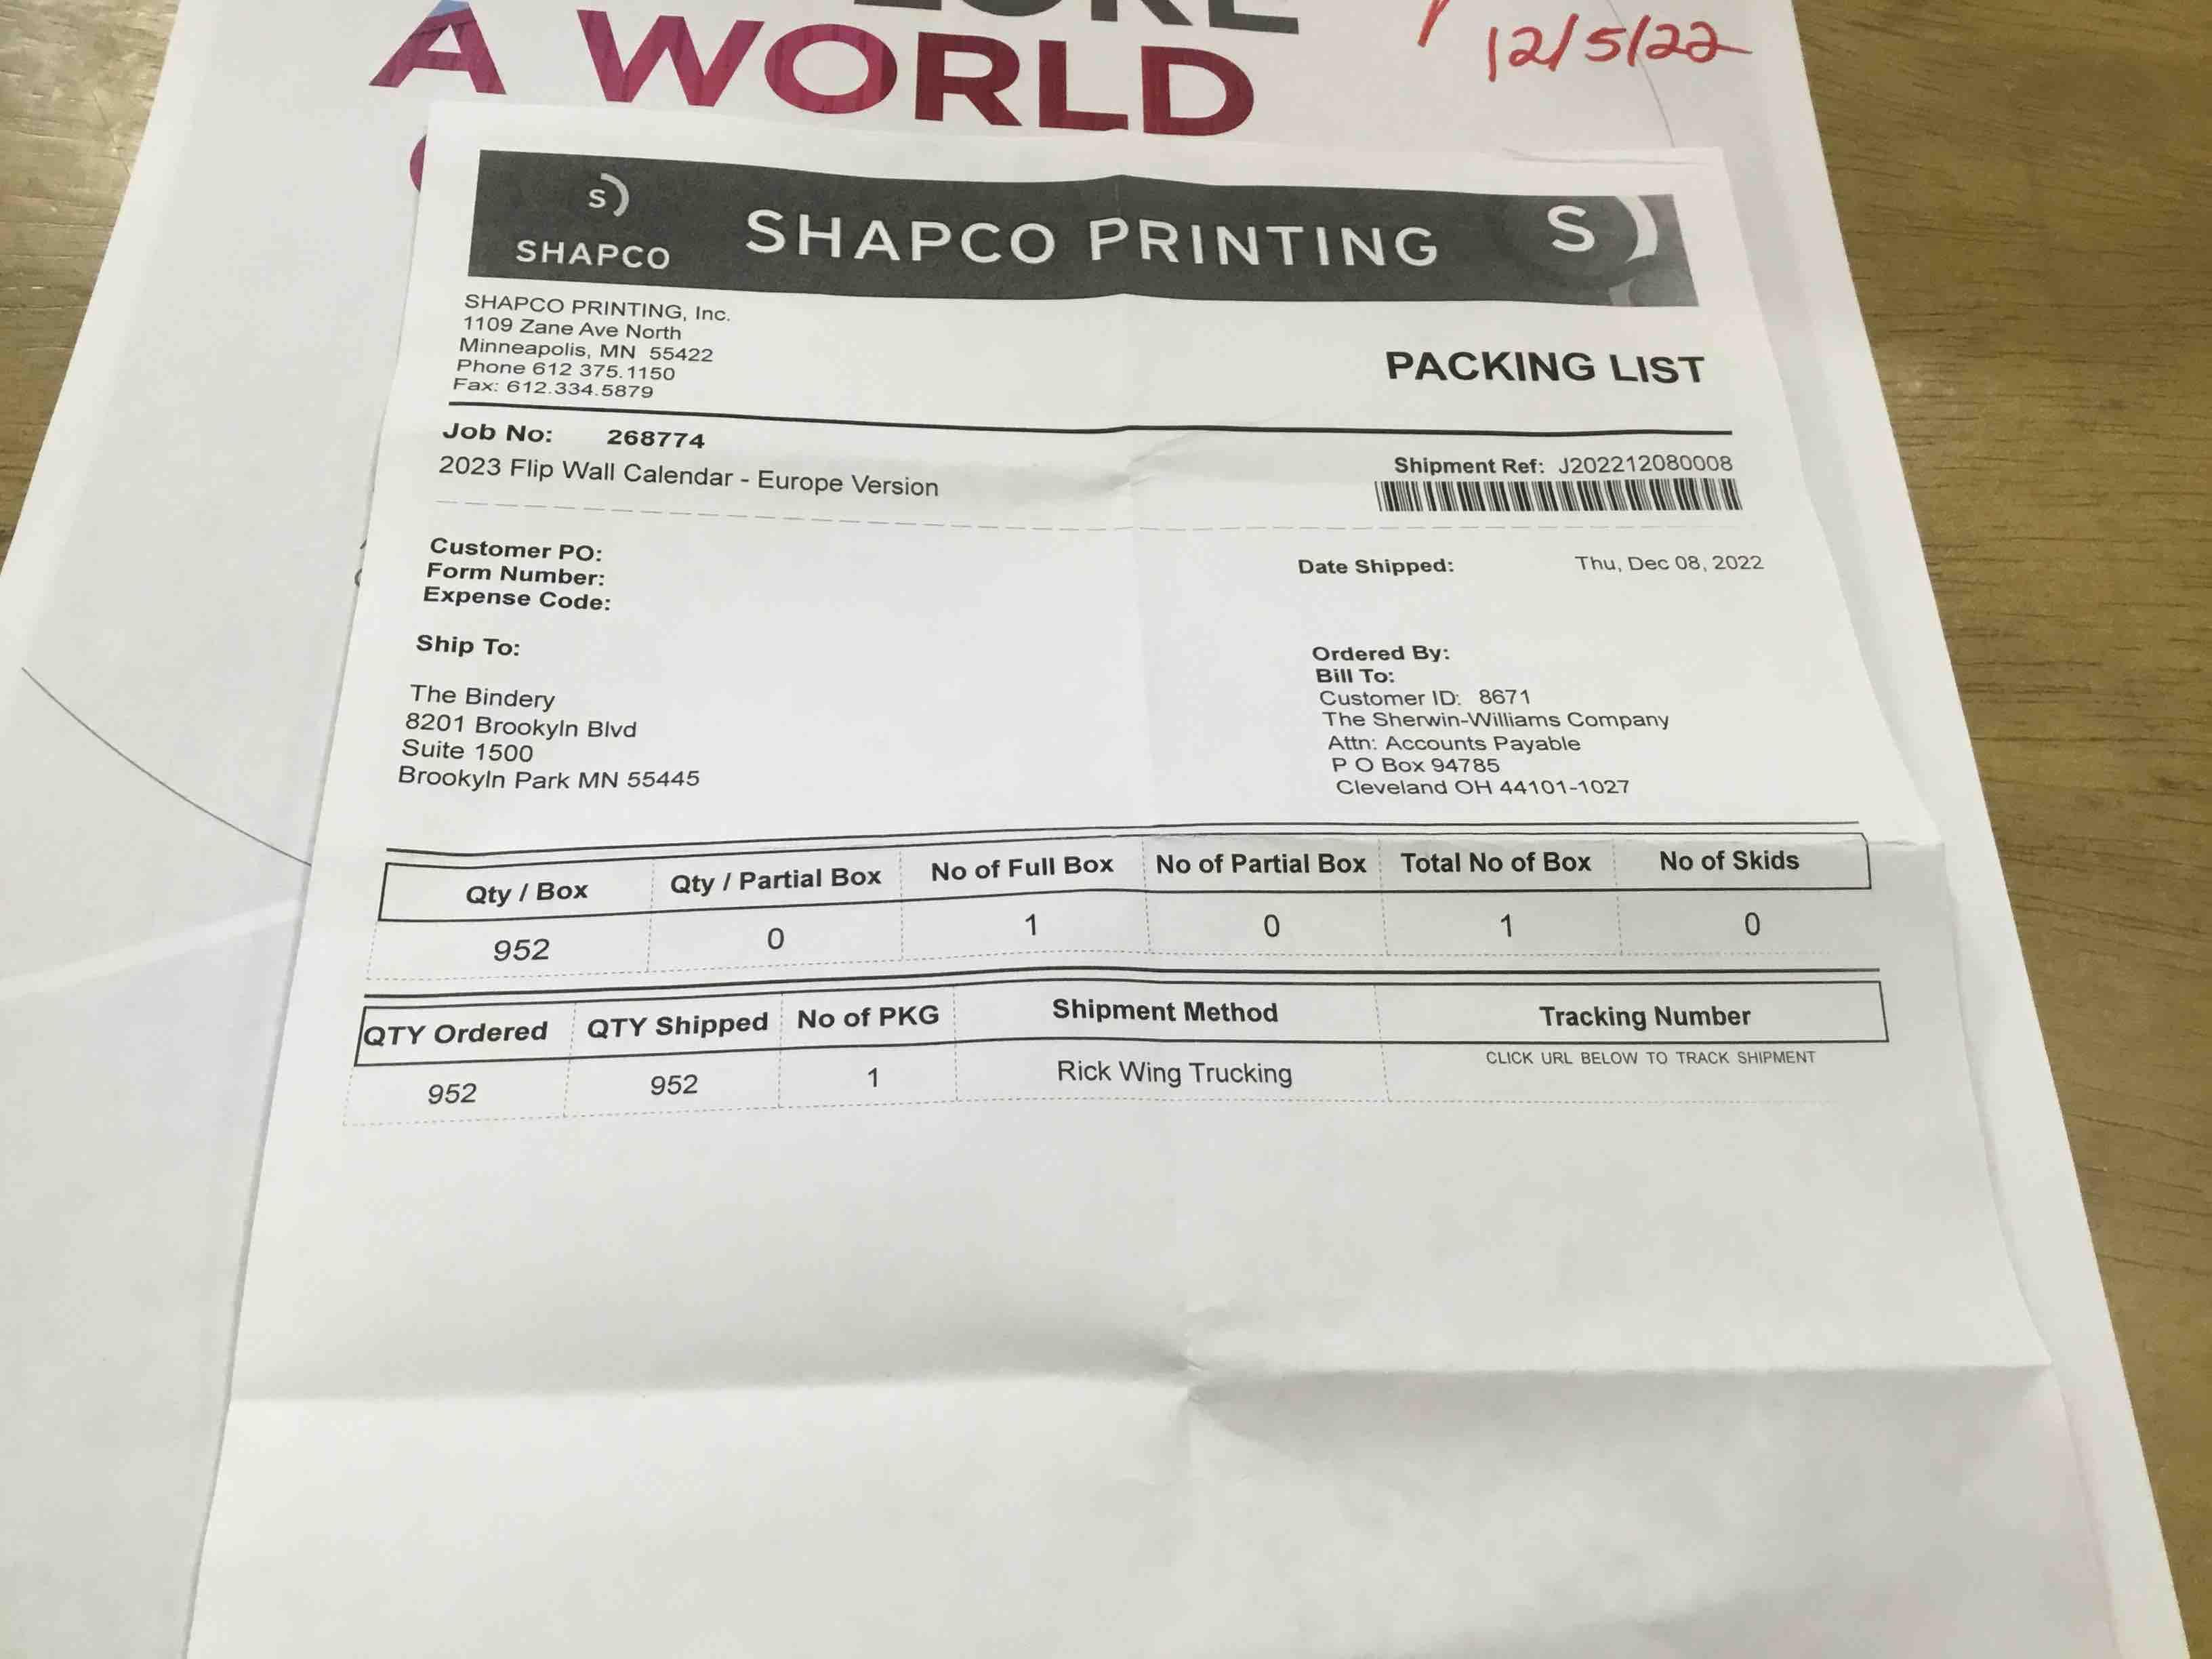 A WORLD
12/5/22
S
SHAPCO
SHAPCO PRINTING
S
SHAPCO PRINTING, Inc.
1109 Zane Ave North
Minneapolis, MN 55422
Phone 612 375.1150
Fax: 612.334.5879
PACKING LIST
Job No: 268774
2023 Flip Wall Calendar - Europe Version
Shipment Ref: J202212080008
Customer PO:
Form Number:
Expense Code:
Date Shipped: Thu, Dec 08, 2022
Ship To:
The Bindery
8201 Brookyln Blvd
Suite 1500
Brookyln Park MN 55445
Ordered By:
Bill To:
Customer ID: 8671
The Sherwin-Williams Company
Attn: Accounts Payable
P O Box 94785
Cleveland OH 44101-1027
Qty / Box Qty / Partial Box No of Full Box No of Partial Box Total No of Box No of Skids
952 0 1 0 1 0
QTY Ordered QTY Shipped No of PKG Shipment Method Tracking Number
952 952 1 Rick Wing Trucking CLICK URL BELOW TO TRACK SHIPMENT